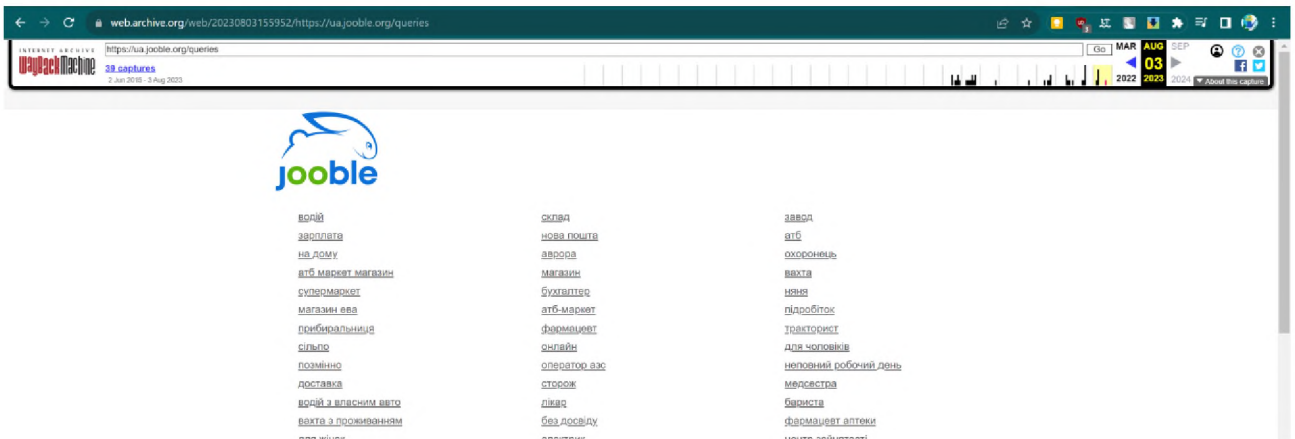 web.archive.org/web/20230803155952/https://ua.jooble.org/queries
INTERNET ARCHIVE
WayBackMachine
https://ua.jooble.org/queries
Go
MAR AUG SEP
39 captures
03
2 Jun 2015 - 3 Aug 2023
2022 2023 2024
About this capture
jooble
водій склад завод
зарплата нова пошта атб
на дому аврора охоронець
атб маркет магазин магазин вахта
супермаркет бухгалтер няня
магазин ева атб-маркет підробіток
прибиральниця фармацевт тракторист
сільпо онлайн для чоловіків
позмінно оператор азс неповний робочий день
доставка сторож медсестра
водій з власним авто лікар бариста
вахта з проживанням без досвіду фармацевт аптеки